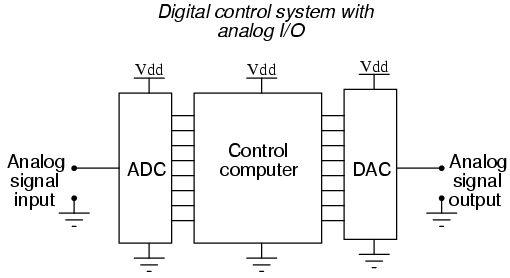 Digital control system with
analog I/O
Vdd
Vdd
Vdd
Analog
signal
input
ADC
Control
computer
DAC
Analog
signal
output